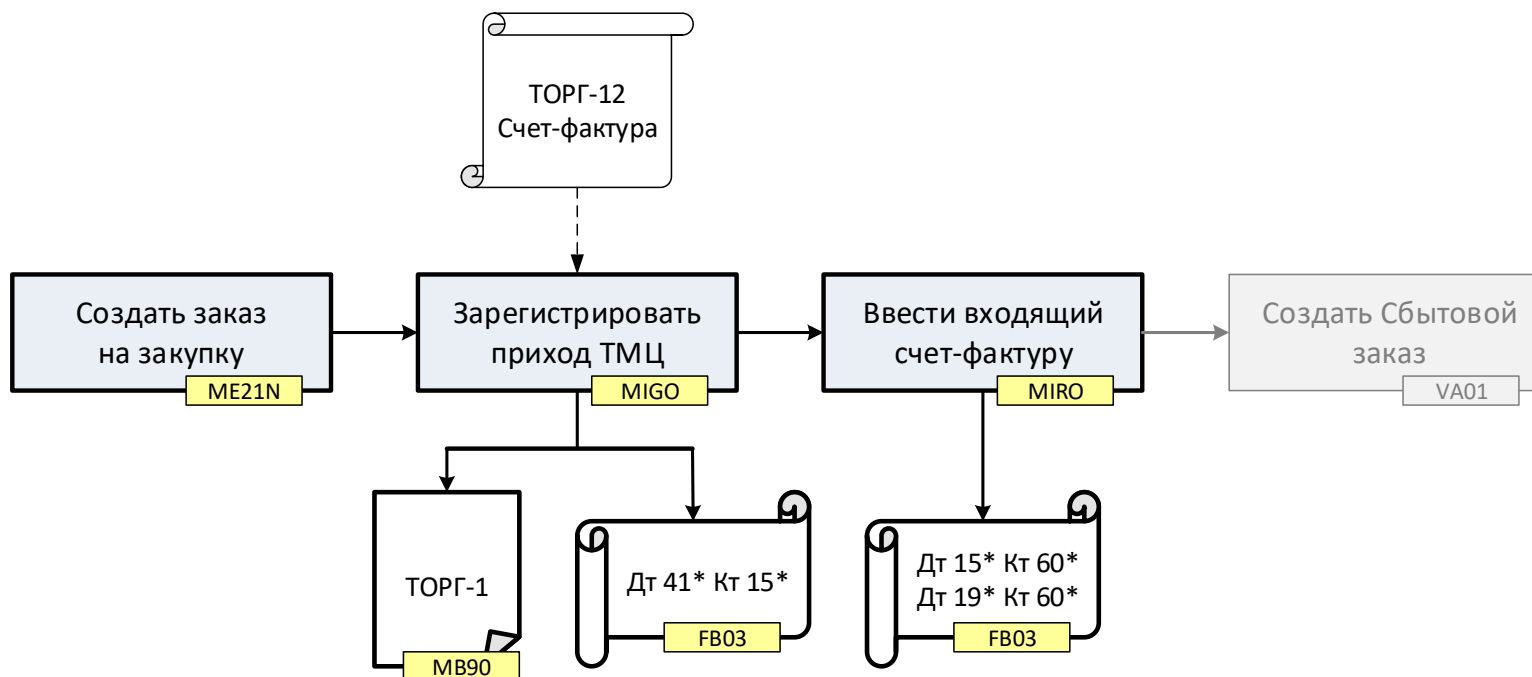 ТОРГ-12
Счет-фактура
Создать заказ
на закупку
ME21N
Зарегистрировать
приход ТМЦ
MIGO
Ввести входящий
счет-фактуру
MIRO
Создать Сбытовой
заказ
VA01
ТОРГ-1
MB90
Дт 41* Кт 15*
FB03
Дт 15* Кт 60*
Дт 19* Кт 60*
FB03